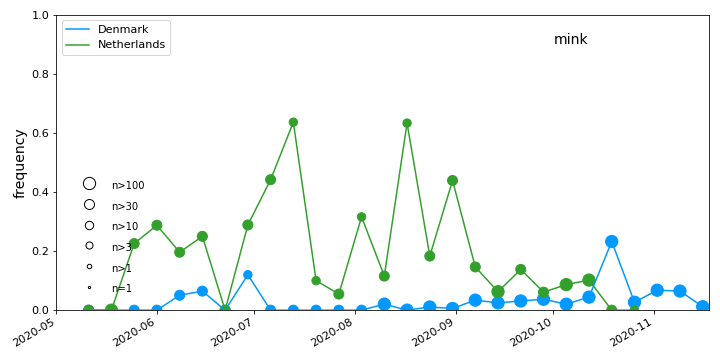 Denmark
Netherlands
mink
frequency
1.0
0.8
0.6
0.4
0.2
0.0
n>100
n>30
n>10
n>3
n>1
n=1
2020-05
2020-06
2020-07
2020-08
2020-09
2020-10
2020-11